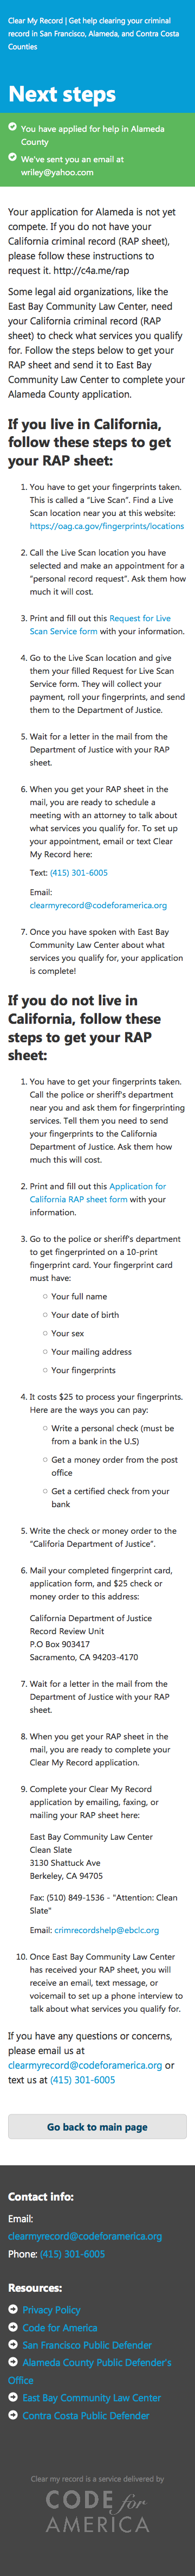 Clear My Record | Get help clearing your criminal
record in San Francisco, Alameda, and Contra Costa
Counties
Next steps
You have applied for help in Alameda
County
We've sent you an email at
wriley@yahoo.com
Your application for Alameda is not yet
compete. If you do not have your
California criminal record (RAP sheet),
please follow these instructions to
request it. http://c4a.me/rap
Some legal aid organizations, like the
East Bay Community Law Center, need
your California criminal record (RAP
sheet) to check what services you qualify
for. Follow the steps below to get your
RAP sheet and send it to East Bay
Community Law Center to complete your
Alameda County application.
If you live in California,
follow these steps to get
your RAP sheet:
1. You have to get your fingerprints taken.
This is called a "Live Scan". Find a Live
Scan location near you at this website:
https://oag.ca.gov/fingerprints/locations
2. Call the Live Scan location you have
selected and make an appointment for a
"personal record request". Ask them how
much it will cost.
3. Print and fill out this Request for Live
Scan Service form with your information.
4. Go to the Live Scan location and give
them your filled Request for Live Scan
Service form. They will collect your
payment, roll your fingerprints, and send
them to the Department of Justice.
5. Wait for a letter in the mail from the
Department of Justice with your RAP
sheet.
6. When you get your RAP sheet in the
mail, you are ready to schedule a
meeting with an attorney to talk about
what services you qualify for. To set up
your appointment, email or text Clear
My Record here:
Text: (415) 301-6005
Email:
clearmyrecord@codeforamerica.org
7. Once you have spoken with East Bay
Community Law Center about what
services you qualify for, your application
is complete!
If you do not live in
California, follow these
steps to get your RAP
sheet:
1. You have to get your fingerprints taken.
Call the police or sheriff's department
near you and ask them for fingerprinting
services. Tell them you need to send
your fingerprints to the California
Department of Justice. Ask them how
much this will cost.
2. Print and fill out this Application for
California RAP sheet form with your
information.
3. Go to the police or sheriff's department
to get fingerprinted on a 10-print
fingerprint card. Your fingerprint card
must have:
Your full name
Your date of birth
Your sex
Your mailing address
Your fingerprints
4. It costs $25 to process your fingerprints.
Here are the ways you can pay:
Write a personal check (must be
from a bank in the U.S)
Get a money order from the post
office
Get a certified check from your
bank
5. Write the check or money order to the
"Califoria Department of Justice".
6. Mail your completed fingerprint card,
application form, and $25 check or
money order to this address:
California Department of Justice
Record Review Unit
P.O Box 903417
Sacramento, CA 94203-4170
7. Wait for a letter in the mail from the
Department of Justice with your RAP
sheet.
8. When you get your RAP sheet in the
mail, you are ready to complete your
Clear My Record application.
9. Complete your Clear My Record
application by emailing, faxing, or
mailing your RAP sheet here:
East Bay Community Law Center
Clean Slate
3130 Shattuck Ave
Berkeley, CA 94705
Fax: (510) 849-1536 - "Attention: Clean
Slate"
Email: crimrecordshelp@ebclc.org
10. Once East Bay Community Law Center
has received your RAP sheet, you will
receive an email, text message, or
voicemail to set up a phone interview to
talk about what services you qualify for.
If you have any questions or concerns,
please email us at
clearmyrecord@codeforamerica.org or
text us at (415) 301-6005
Go back to main page
Contact info:
Email:
clearmyrecord@codeforamerica.org
Phone: (415) 301-6005
Resources:
Privacy Policy
Code for America
San Francisco Public Defender
Alameda County Public Defender's
Office
East Bay Community Law Center
Contra Costa Public Defender
Clear my record is a service delivered by
CODE for
AMERICA